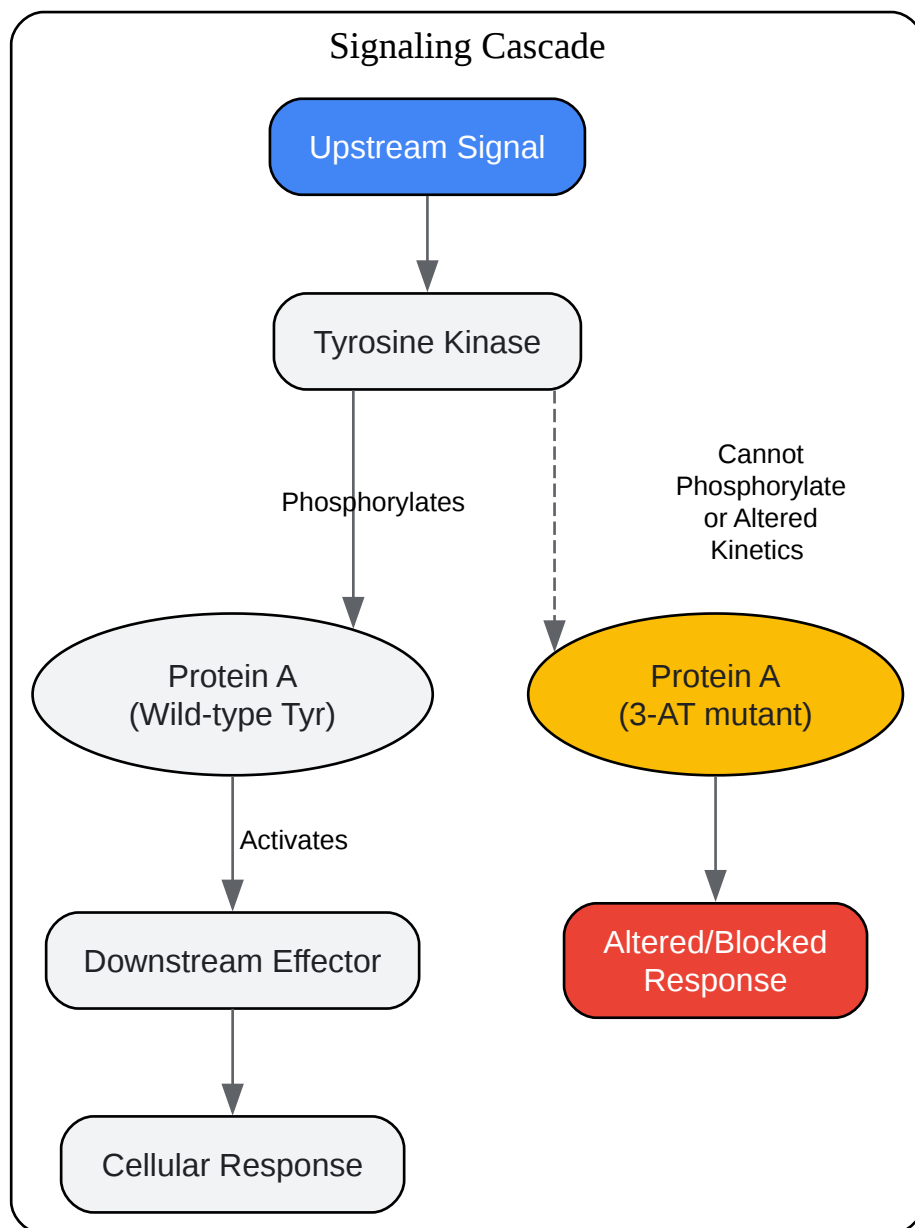 Signaling Cascade
Upstream Signal
Tyrosine Kinase
Phosphorylates
Cannot
Phosphorylate
or Altered
Kinetics
Protein A
(Wild-type Tyr)
Protein A
(3-AT mutant)
Activates
Downstream Effector
Altered/Blocked
Response
Cellular Response